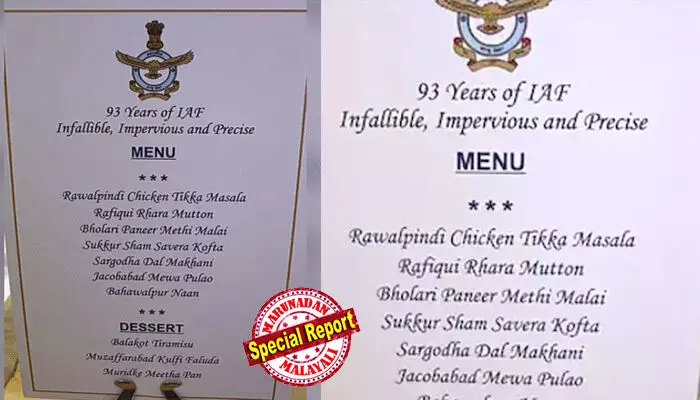 93 Years of IAF
Infallible, Impervious and Precise
MENU
***
Rawalpindi Chicken Tikka Masala
Rafiqui Rhara Mutton
Bholari Paneer Methi Malai
Sukkur Sham Savera Kofta
Sargodha Dal Makhani
Jacobabad Mewa Pulao
Bahawalpur Naan
***
DESSERT
Balakot Tiramisu
Muzaffarabad Kulfi Faluda
Muridke Meetha Pan
MARUNADAN
Special Report
MALAYALI
93 Years of IAF
Infallible, Impervious and Precise
MENU
***
Rawalpindi Chicken Tikka Masala
Rafiqui Rhara Mutton
Bholari Paneer Methi Malai
Sukkur Sham Savera Kofta
Sargodha Dal Makhani
Jacobabad Mewa Pulao